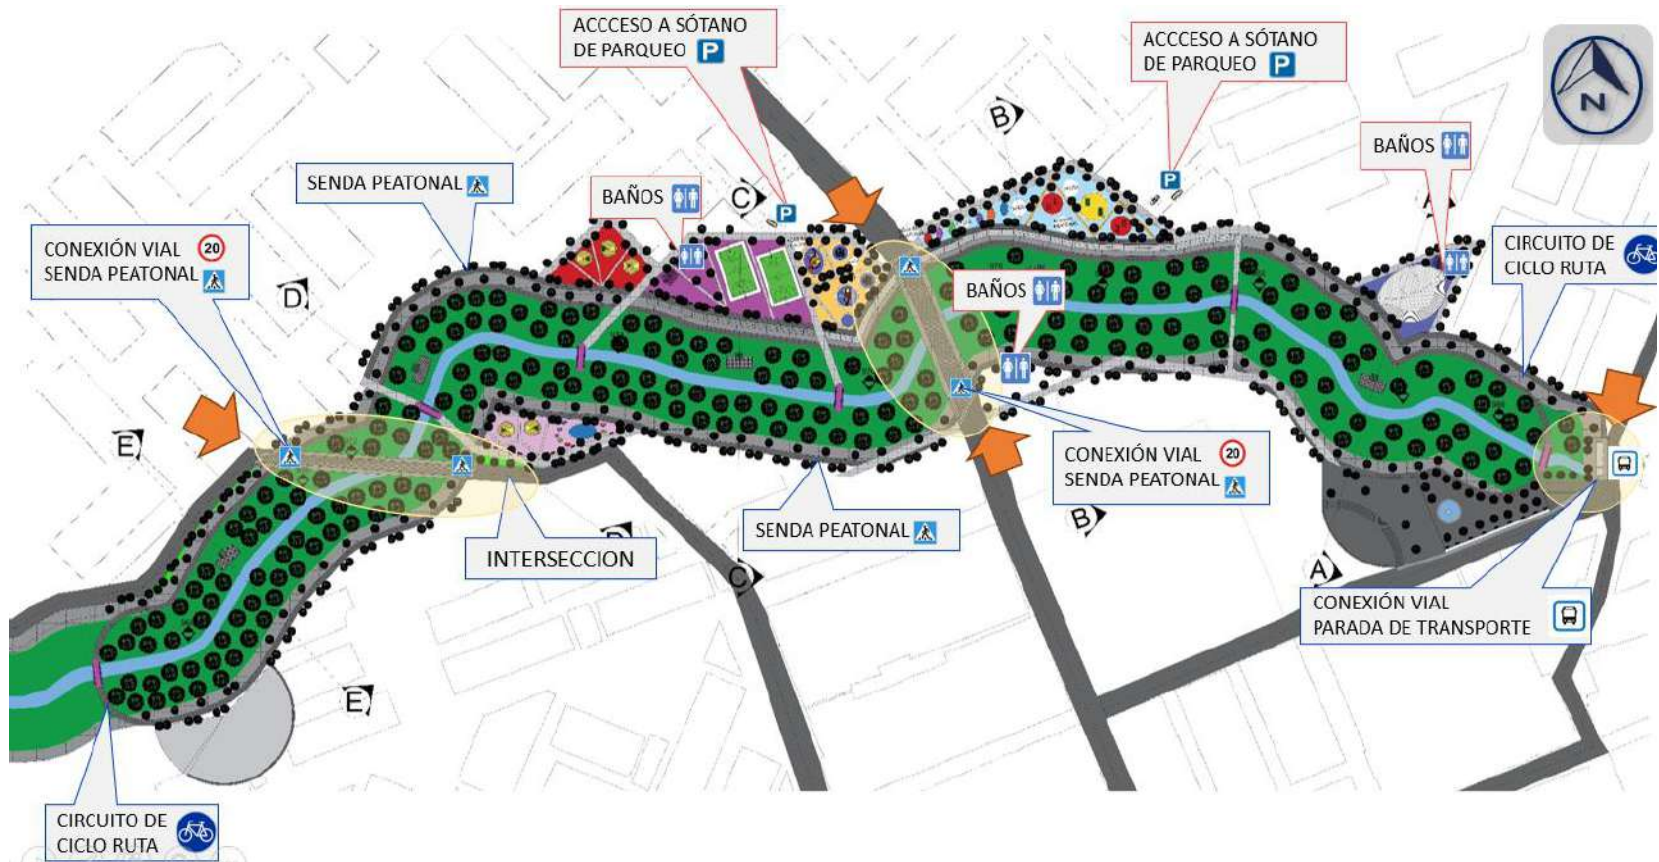 ACCCESO A SÓTANO
DE PARQUEO P
ACCCESO A SÓTANO
DE PARQUEO P
N
B
BAÑOS
SENDA PEATONAL
BAÑOS
C
P
P
CONEXIÓN VIAL 20
SENDA PEATONAL
CIRCUITO DE
CICLO RUTA
D
BAÑOS
E
CONEXIÓN VIAL 20
SENDA PEATONAL
SENDA PEATONAL
B
INTERSECCION
C
A
CONEXIÓN VIAL
PARADA DE TRANSPORTE
E
CIRCUITO DE
CICLO RUTA